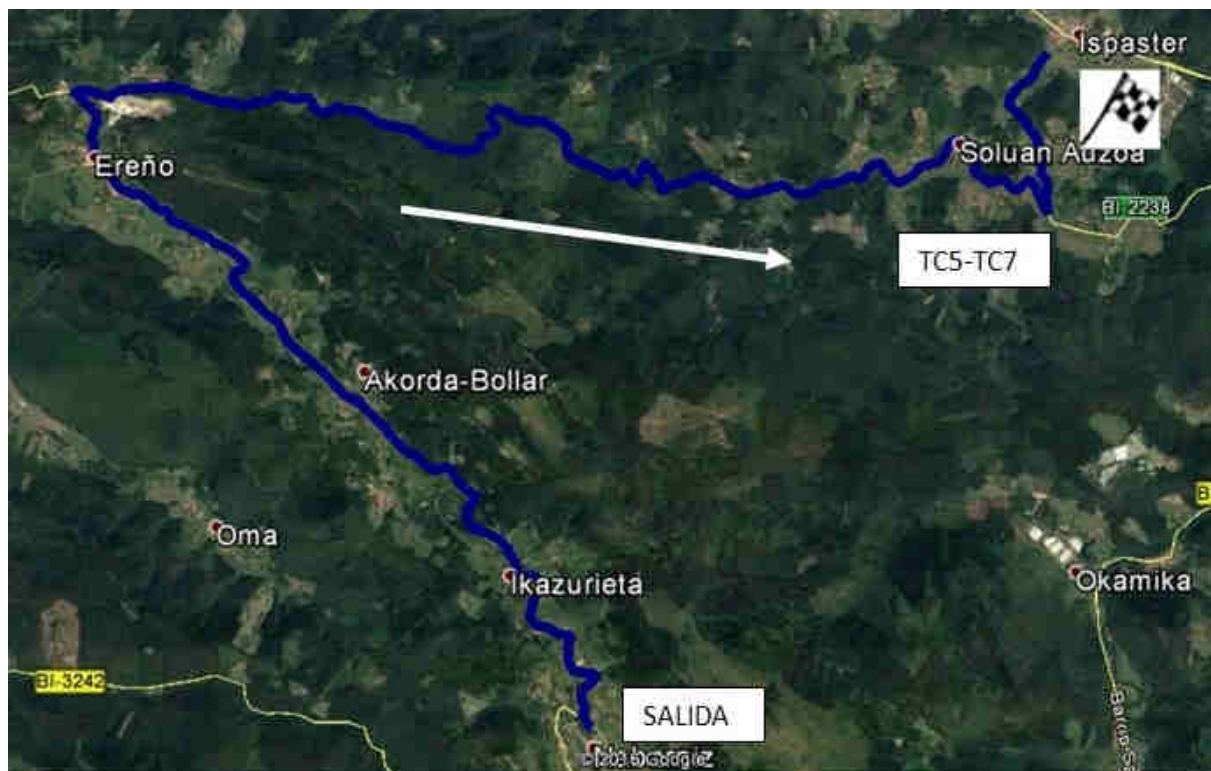 Ispaster
Ereño
Soluan Auzoa
BI-2238
TC5-TC7
Akorda-Bollar
Oma
Ikazurieta
Okamika
BI-3242
SALIDA